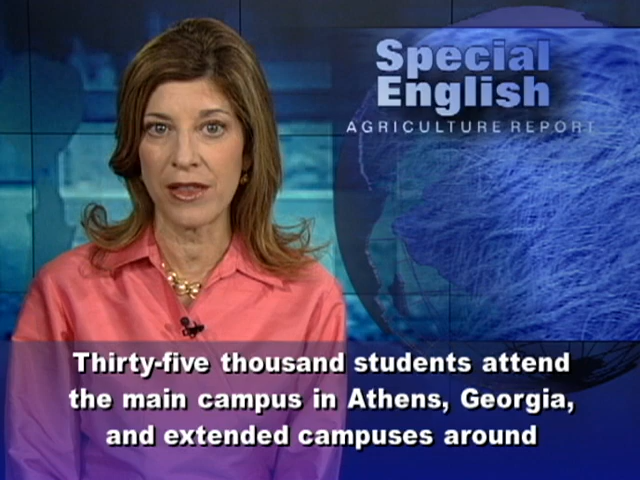 Special
English
AGRICULTURE REPORT
Thirty-five thousand students attend
the main campus in Athens, Georgia,
and extended campuses around